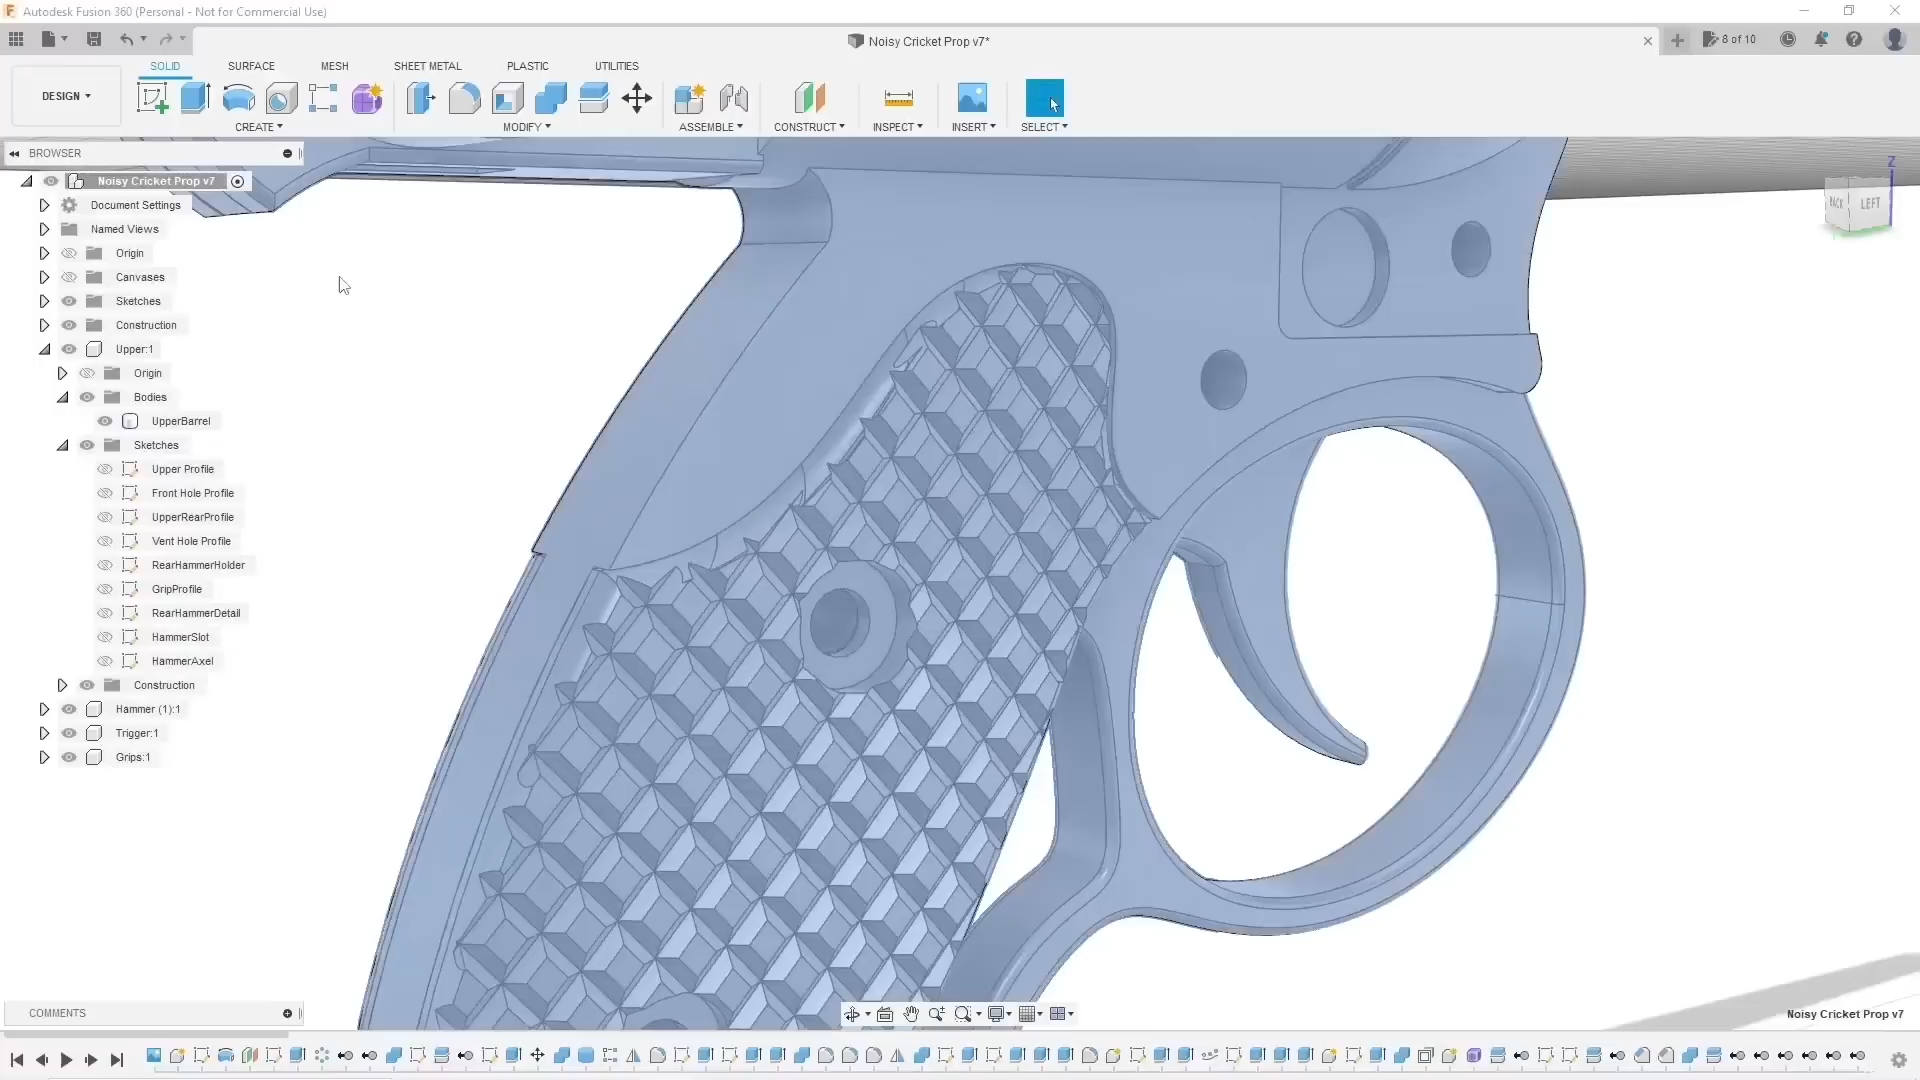 Autodesk Fusion 360 (Personal - Not for Commercial Use)
Noisy Cricket Prop v7*
8 of 10
DESIGN
SOLID
SURFACE
MESH
SHEET METAL
PLASTIC
UTILITIES
CREATE
MODIFY
ASSEMBLE
CONSTRUCT
INSPECT
INSERT
SELECT
BROWSER
Noisy Cricket Prop v7
Document Settings
Named Views
Origin
Canvases
Sketches
Construction
Upper:1
Origin
Bodies
UpperBarrel
Sketches
Upper Profile
Front Hole Profile
UpperRearProfile
Vent Hole Profile
RearHammerHolder
GripProfile
RearHammerDetail
HammerSlot
HammerAxel
Construction
Hammer (1):1
Trigger:1
Grips:1
Z
BACK
LEFT
COMMENTS
Noisy Cricket Prop v7